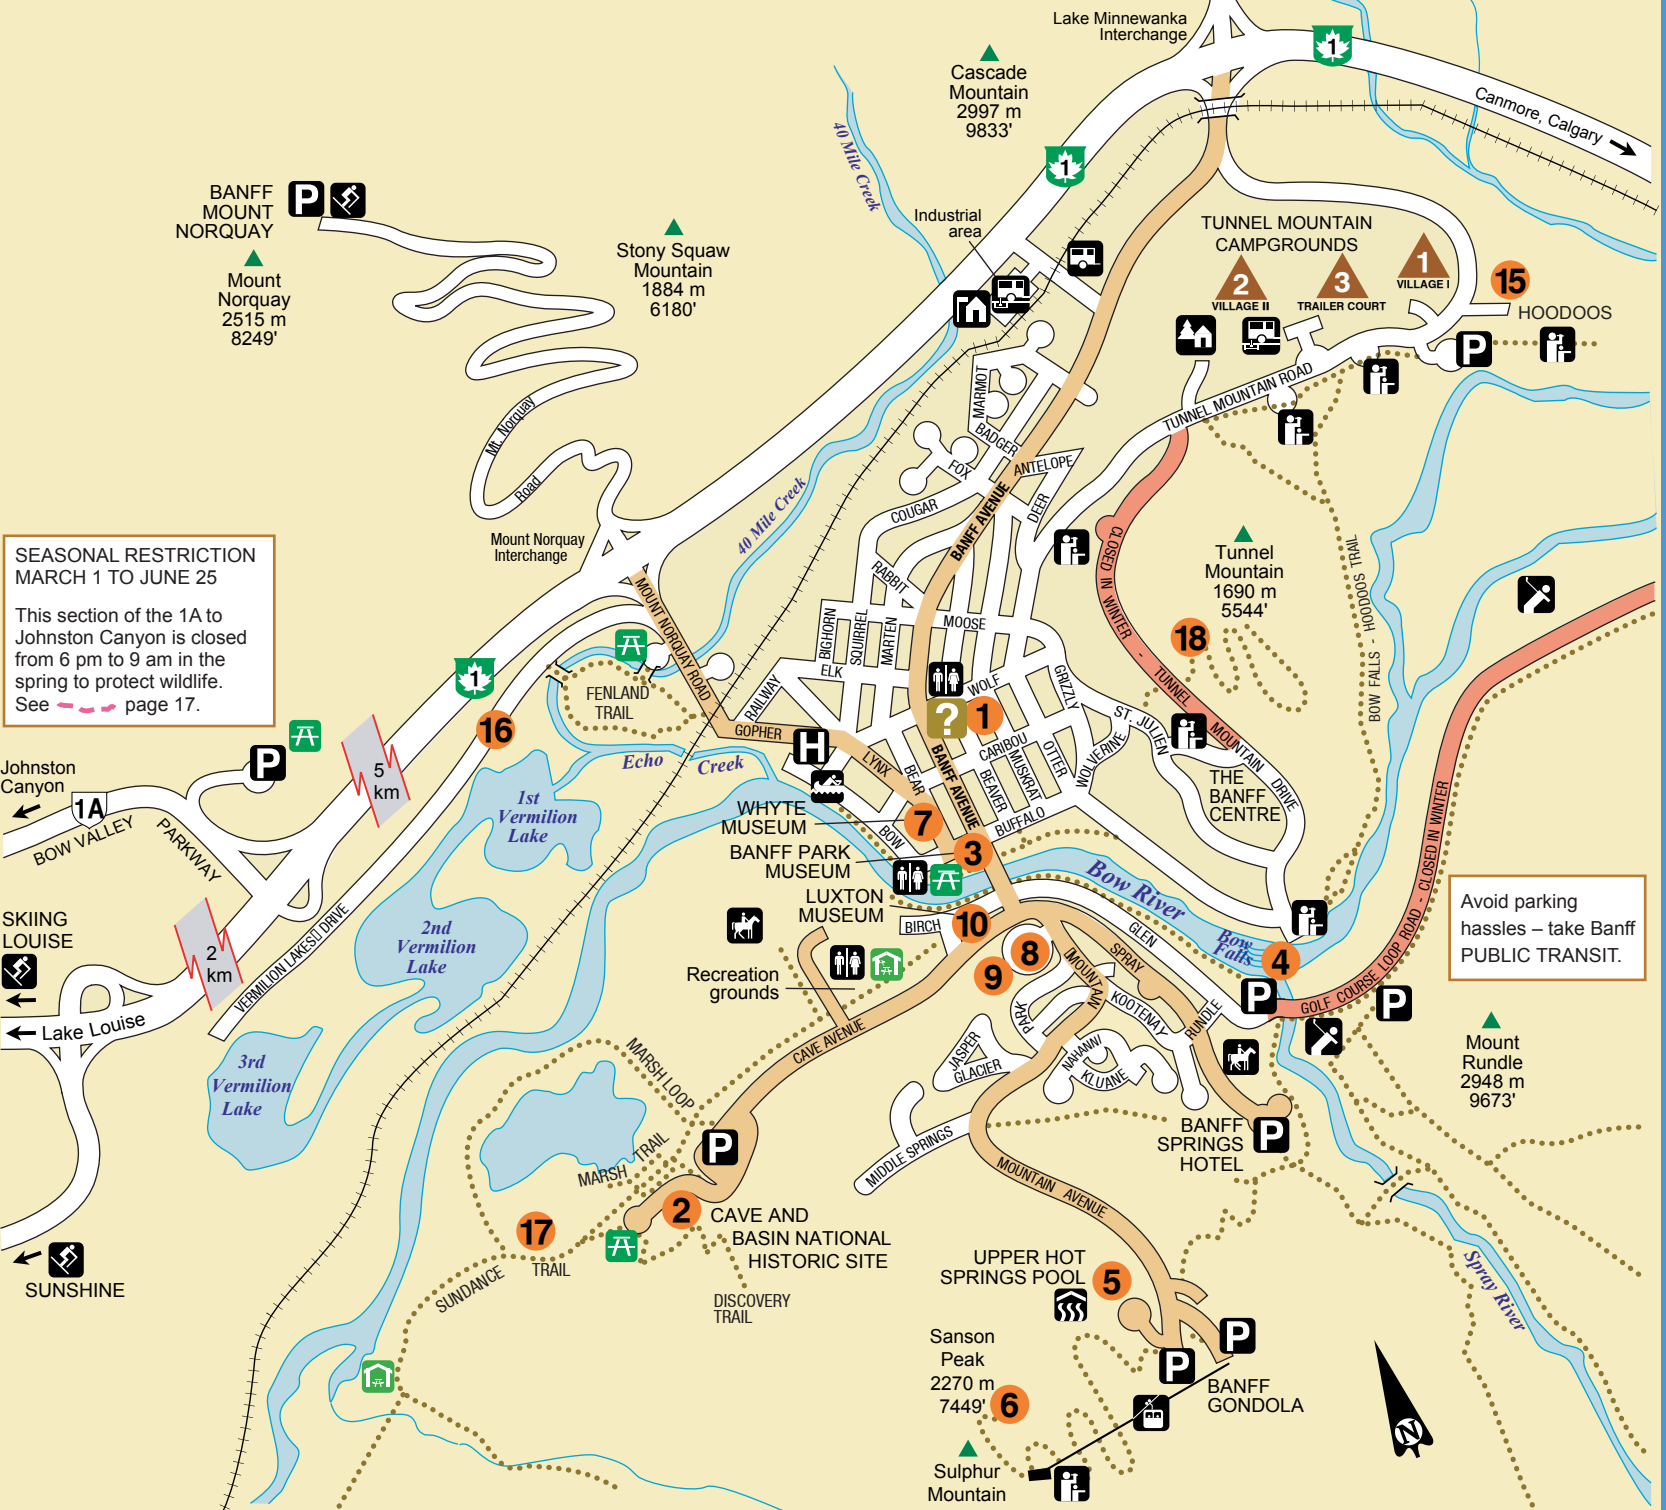 Lake Minnewanka
Interchange
1
Canmore, Calgary
Cascade
Mountain
2997 m
9833'
40 Mile Creek
1
BANFF
MOUNT
NORQUAY
P
Mount
Norquay
2515 m
8249'
Stony Squaw
Mountain
1884 m
6180'
Industrial
area
TUNNEL MOUNTAIN
CAMPGROUNDS
1
VILLAGE I
2
VILLAGE II
3
TRAILER COURT
15
HOODOOS
P
TUNNEL MOUNTAIN ROAD
Mt. Norquay
Road
Mount Norquay
Interchange
40 Mile Creek
MARMOT
BADGER
FOX
ANTELOPE
COUGAR
DEER
BANFF AVENUE
RABBIT
BIGHORN
SQUIRREL
MARTEN
MOOSE
ELK
WOLF
GRIZZLY
RAILWAY
GOPHER
MOUNT NORQUAY ROAD
H
LYNX
BEAR
BANFF AVENUE
CARIBOU
BEAVER
MUSKRAT
OTTER
WOLVERINE
BUFFALO
BOW
ST. JULIEN
?
1
CLOSED IN WINTER - TUNNEL MOUNTAIN DRIVE
Tunnel
Mountain
1690 m
5544'
18
BOW FALLS - HOODOOS TRAIL
THE
BANFF
CENTRE
SEASONAL RESTRICTION
MARCH 1 TO JUNE 25
This section of the 1A to
Johnston Canyon is closed
from 6 pm to 9 am in the
spring to protect wildlife.
See page 17.
1
16
FENLAND
TRAIL
Echo
Creek
P
Johnston
Canyon
1A
BOW VALLEY
PARKWAY
5
km
2
km
1st
Vermilion
Lake
2nd
Vermilion
Lake
3rd
Vermilion
Lake
VERMILION LAKES DRIVE
SKIING
LOUISE
Lake Louise
SUNSHINE
WHYTE
MUSEUM
7
BANFF PARK
MUSEUM
3
LUXTON
MUSEUM
BIRCH
10
8
9
Recreation
grounds
CAVE AVENUE
Bow River
Bow
Falls
4
P
GLEN
SPRAY
RUNDLE
MOUNTAIN
PARK
KOOTENAY
NAHANNI
KLUANE
JASPER
GLACIER
MIDDLE SPRINGS
MOUNTAIN AVENUE
GOLF COURSE LOOP ROAD - CLOSED IN WINTER
P
Avoid parking
hassles – take Banff
PUBLIC TRANSIT.
Mount
Rundle
2948 m
9673'
BANFF
SPRINGS
HOTEL
P
Spray River
MARSH LOOP
MARSH TRAIL
P
2
CAVE AND
BASIN NATIONAL
HISTORIC SITE
17
SUNDANCE
TRAIL
DISCOVERY
TRAIL
UPPER HOT
SPRINGS POOL
5
P
P
BANFF
GONDOLA
Sanson
Peak
2270 m
7449'
6
Sulphur
Mountain
N